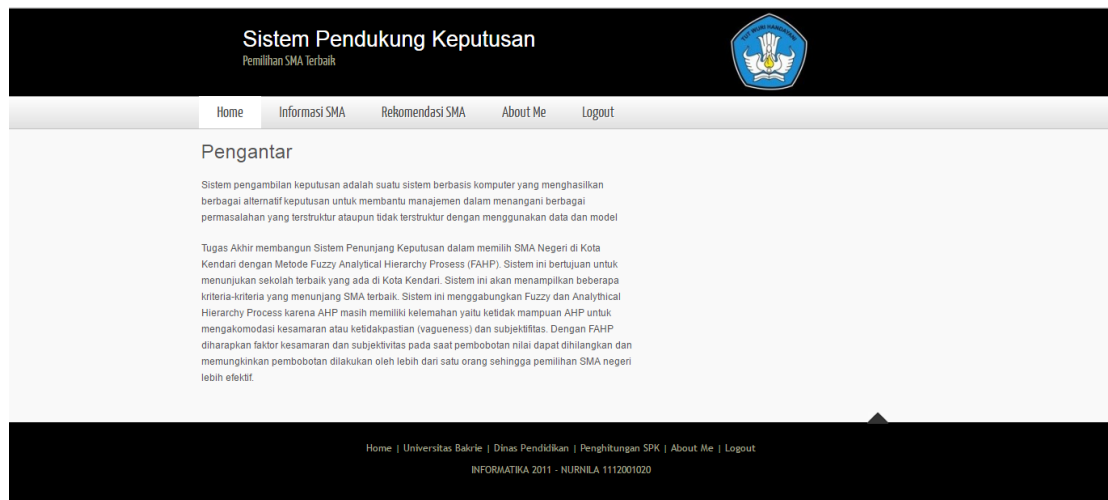 Sistem Pendukung Keputusan
Pemilihan SMA Terbaik
TUT WURI HANDAYANI
Home Informasi SMA Rekomendasi SMA About Me Logout
Pengantar
Sistem pengambilan keputusan adalah suatu sistem berbasis komputer yang menghasilkan
berbagai alternatif keputusan untuk membantu manajemen dalam menangani berbagai
permasalahan yang terstruktur ataupun tidak terstruktur dengan menggunakan data dan model
Tugas Akhir membangun Sistem Penunjang Keputusan dalam memilih SMA Negeri di Kota
Kendari dengan Metode Fuzzy Analytical Hierarchy Prosess (FAHP). Sistem ini bertujuan untuk
menunjukan sekolah terbaik yang ada di Kota Kendari. Sistem ini akan menampilkan beberapa
kriteria-kriteria yang menunjang SMA terbaik. Sistem ini menggabungkan Fuzzy dan Analythical
Hierarchy Process karena AHP masih memiliki kelemahan yaitu ketidak mampuan AHP untuk
mengakomodasi kesamaran atau ketidakpastian (vagueness) dan subjektifitas. Dengan FAHP
diharapkan faktor kesamaran dan subjektivitas pada saat pembobotan nilai dapat dihilangkan dan
memungkinkan pembobotan dilakukan oleh lebih dari satu orang sehingga pemilihan SMA negeri
lebih efektif.
Home | Universitas Bakrie | Dinas Pendidikan | Penghitungan SPK | About Me | Logout
INFORMATIKA 2011 - NURNILA 1112001020